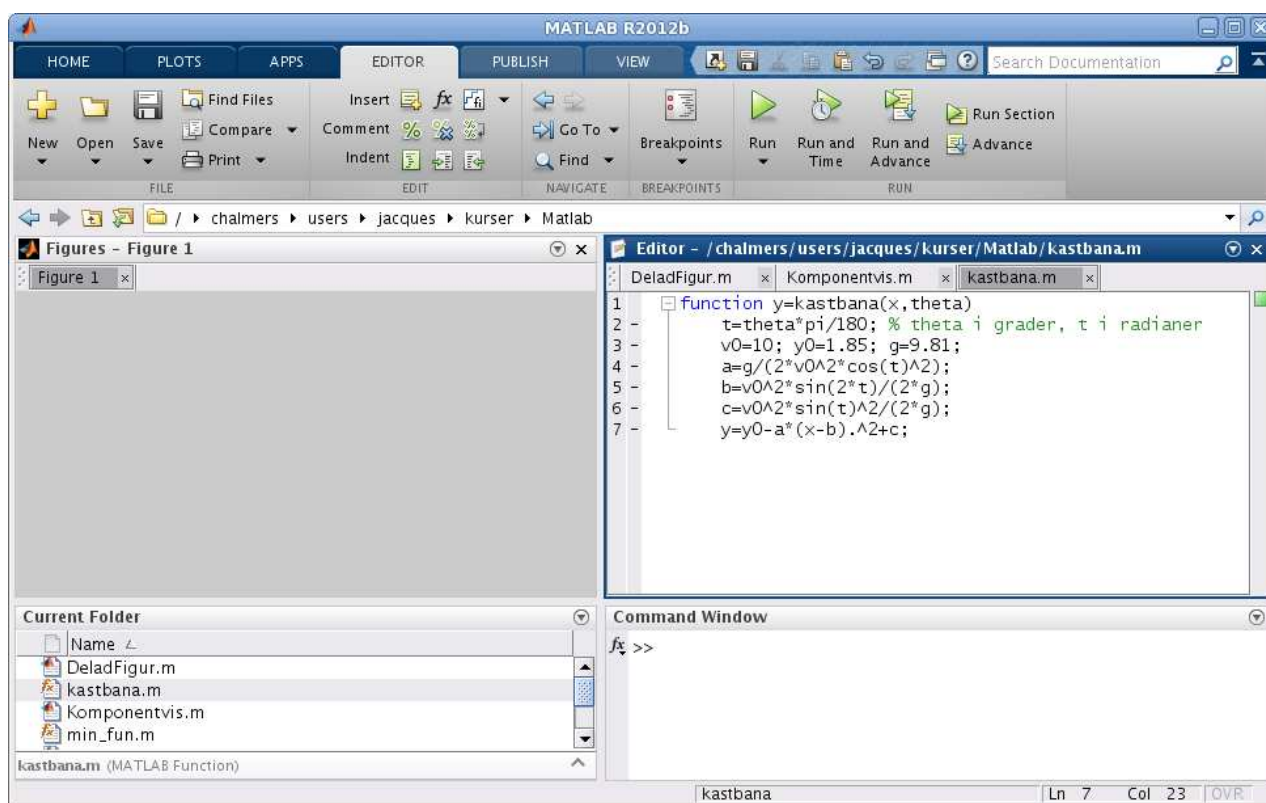 MATLAB R2012b
HOME PLOTS APPS EDITOR PUBLISH VIEW Search Documentation
New Open Save Find Files Compare Print
Insert fx Comment Indent
Go To Find
Breakpoints
Run Run and Time Run and Advance Run Section Advance
FILE EDIT NAVIGATE BREAKPOINTS RUN
/ chalmers users jacques kurser Matlab
Figures - Figure 1
Figure 1
Editor - /chalmers/users/jacques/kurser/Matlab/kastbana.m
DeladFigur.m Komponentvis.m kastbana.m
1 function y=kastbana(x,theta)
2 - t=theta*pi/180; % theta i grader, t i radianer
3 - v0=10; y0=1.85; g=9.81;
4 - a=g/(2*v0^2*cos(t)^2);
5 - b=v0^2*sin(2*t)/(2*g);
6 - c=v0^2*sin(t)^2/(2*g);
7 - y=y0-a*(x-b).^2+c;
Current Folder
Name
DeladFigur.m
kastbana.m
Komponentvis.m
min_fun.m
kastbana.m (MATLAB Function)
Command Window
fx >>
kastbana Ln 7 Col 23 OVR